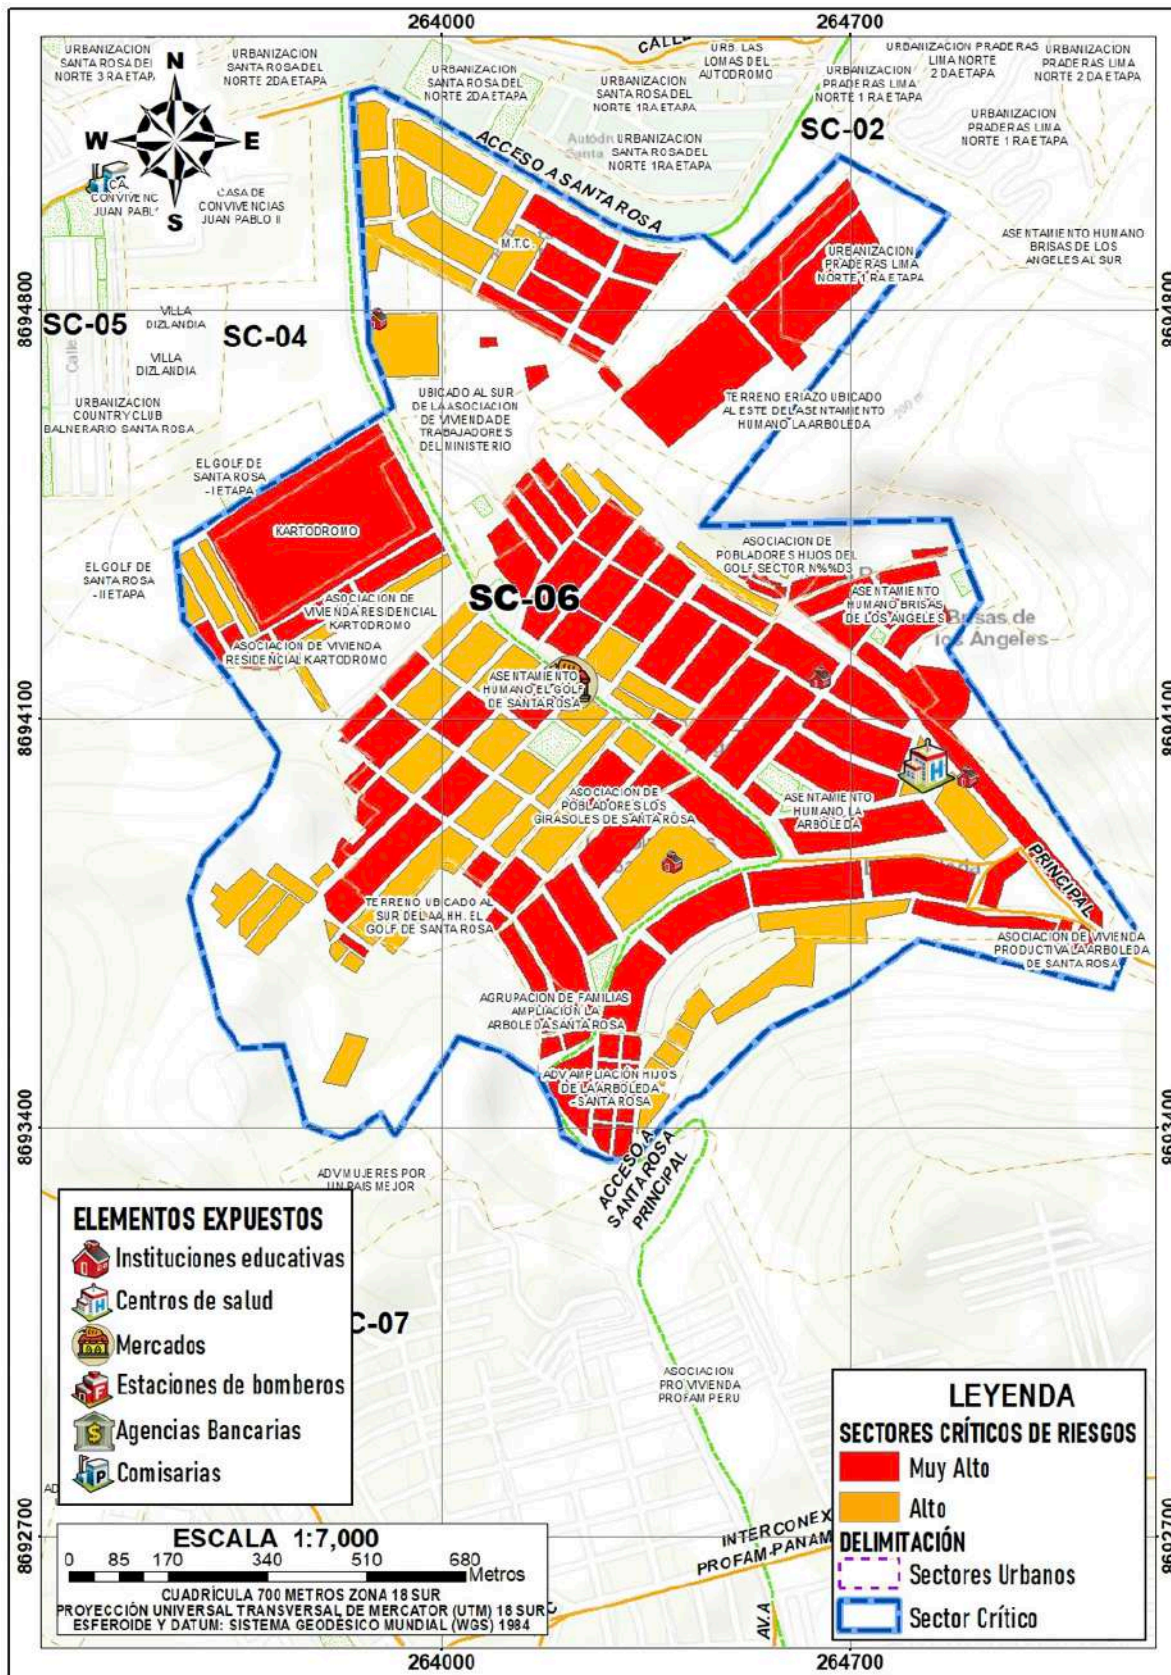 264000
264700
URBANIZACION
SANTA ROSA DEL
NORTE 3 RA ETAPA
URBANIZACION
SANTA ROSA DEL
NORTE 2DA ETAPA
URBANIZACION
SANTA ROSA DEL
NORTE 2DA ETAPA
CALLE
URB. LAS
LOMAS DEL
AUTODROMO
URBANIZACION
SANTA ROSA DEL
NORTE 1RA ETAPA
URBANIZACION
PRADERAS LIMA
NORTE 1 RA ETAPA
URBANIZACION PRADERAS
LIMA NORTE
2 DA ETAPA
URBANIZACION
PRADERAS LIMA
NORTE 2 DA ETAPA
URBANIZACION
PRADERAS LIMA
NORTE 1 RA ETAPA
URBANIZACION
SANTA ROSA DEL
NORTE 1RA ETAPA
N
W
E
S
SC-02
ACCESO A SANTA ROSA
CONVIVENC
JUAN PABL
CASA DE
CONVIVENCIAS
JUAN PABLO II
M.T.C.
ASENTAMIENTO HUMANO
BRISAS DE LOS
ANGELES AL SUR
URBANIZACION
PRADERAS LIMA
NORTE 1 RA ETAPA
8694800
8694800
SC-05
SC-04
VILLA
DIZLANDIA
VILLA
DIZLANDIA
Calle
URBANIZACION
COUNTRY CLUB
BALNERARIO SANTA ROSA
UBICADO AL SUR
DE LA ASOCIACION
DE VIVIENDA DE
TRABAJADORES
DEL MINISTERIO
TERRENO ERIAZO UBICADO
AL ESTE DEL ASENTAMIENTO
HUMANO LA ARBOLEDA
200 m
EL GOLF DE
SANTA ROSA
- I ETAPA
KARTODROMO
EL GOLF DE
SANTA ROSA
- II ETAPA
ASOCIACION DE
POBLADORES HIJOS DEL
GOLF SECTOR N%%D3
SC-06
ASOCIACION DE
VIVIENDA RESIDENCIAL
KARTODROMO
ASENTAMIENTO
HUMANO BRISAS
DE LOS ANGELES
Brisas de
los Ángeles
ASOCIACION DE VIVIENDA
RESIDENCIAL KARTODROMO
ASENTAMIENTO
HUMANO EL GOLF
DE SANTA ROSA
8694100
8694100
ASOCIACION DE
POBLADORES LOS
GIRASOLES DE SANTA ROSA
ASENTAMIENTO
HUMANO LA
ARBOLEDA
PRINCIPAL
TERRENO UBICADO AL
SUR DEL AA.HH. EL
GOLF DE SANTA ROSA
ASOCIACION DE VIVIENDA
PRODUCTIVA LA ARBOLEDA
DE SANTA ROSA
AGRUPACION DE FAMILIAS
AMPLIACION LA
ARBOLEDA SANTA ROSA
ADV AMPLIACION HIJOS
DE LA ARBOLEDA
- SANTA ROSA
8693400
8693400
ACCESO A
SANTA ROSA
PRINCIPAL
ADV MUJERES POR
UN PAIS MEJOR
ELEMENTOS EXPUESTOS
Instituciones educativas
Centros de salud
Mercados
Estaciones de bomberos
Agencias Bancarias
Comisarias
C-07
ASOCIACION
PRO VIVIENDA
PROFAM PERU
LEYENDA
SECTORES CRÍTICOS DE RIESGOS
Muy Alto
Alto
DELIMITACIÓN
Sectores Urbanos
Sector Crítico
8692700
8692700
INTERCONEX
PROFAM-PANAM
AV. A
ESCALA 1:7,000
0 85 170 340 510 680
Metros
CUADRÍCULA 700 METROS ZONA 18 SUR
PROYECCIÓN UNIVERSAL TRANSVERSAL DE MERCATOR (UTM) 18 SUR
ESFEROIDE Y DATUM: SISTEMA GEODESICO MUNDIAL (WGS) 1984
264000
264700